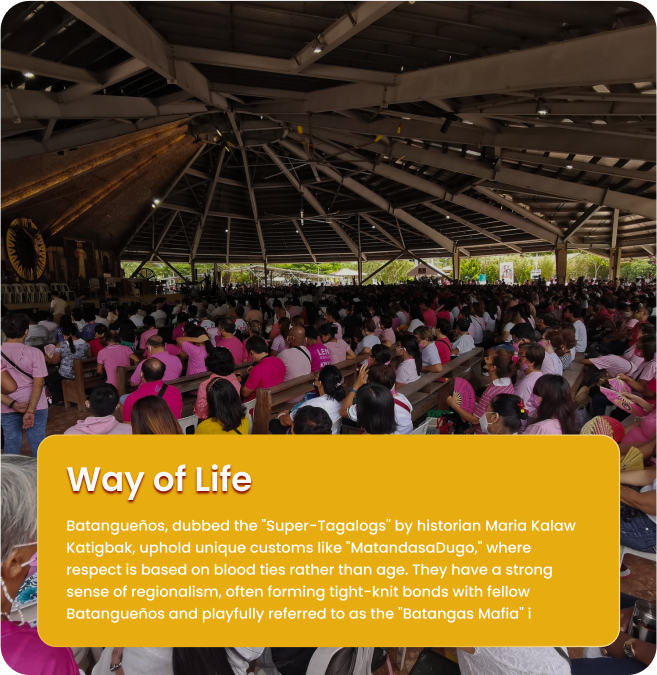 Way of Life
Batangueños, dubbed the "Super-Tagalogs" by historian Maria Kalaw
Katigbak, uphold unique customs like "MatandasaDugo," where
respect is based on blood ties rather than age. They have a strong
sense of regionalism, often forming tight-knit bonds with fellow
Batangueños and playfully referred to as the "Batangas Mafia" i